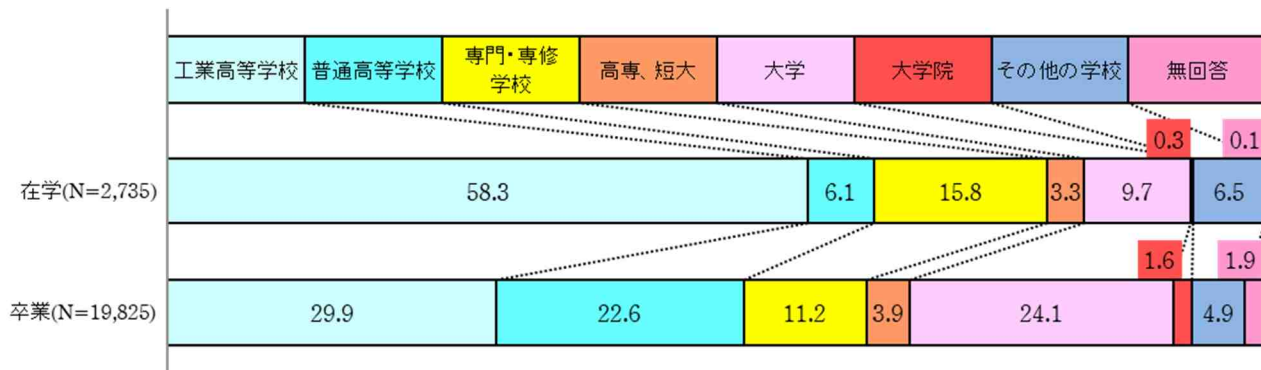 工業高等学校 普通高等学校 専門・専修 高専、短大 大学 大学院 その他の学校 無回答
学校
0.3 0.1
在学(N=2,735) 58.3 6.1 15.8 3.3 9.7 6.5
1.6 1.9
卒業(N=19,825) 29.9 22.6 11.2 3.9 24.1 4.9